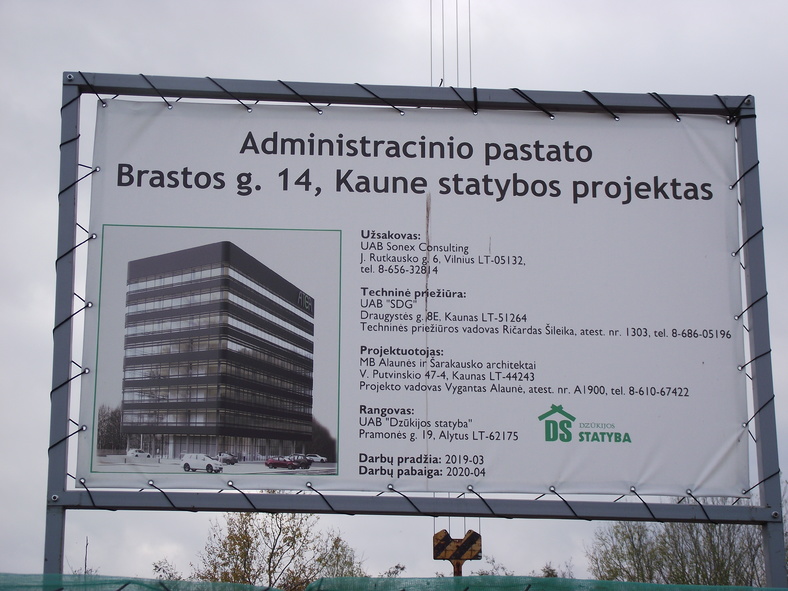 Administracinio pastato
Brastos g. 14, Kaune statybos projektas
Užsakovas:
UAB Sonex Consulting
J. Rutkausko g. 6, Vilnius LT-05132,
tel. 8-656-32814
Techninė priežiūra:
UAB "SDG"
Draugystės g. 8E, Kaunas LT-51264
Techninės priežiūros vadovas Ričardas Šileika, atest. nr. 1303, tel. 8-686-05196
Projektuotojas:
MB Alaunės ir Šarakausko architektai
V. Putvinskio 47-4, Kaunas LT-44243
Projekto vadovas Vygantas Alaunė, atest. nr. A1900, tel. 8-610-67422
Rangovas:
UAB "Dzūkijos statyba"
Pramonės g. 19, Alytus LT-62175
DS DZŪKIJOS
STATYBA
Darbų pradžia: 2019-03
Darbų pabaiga: 2020-04